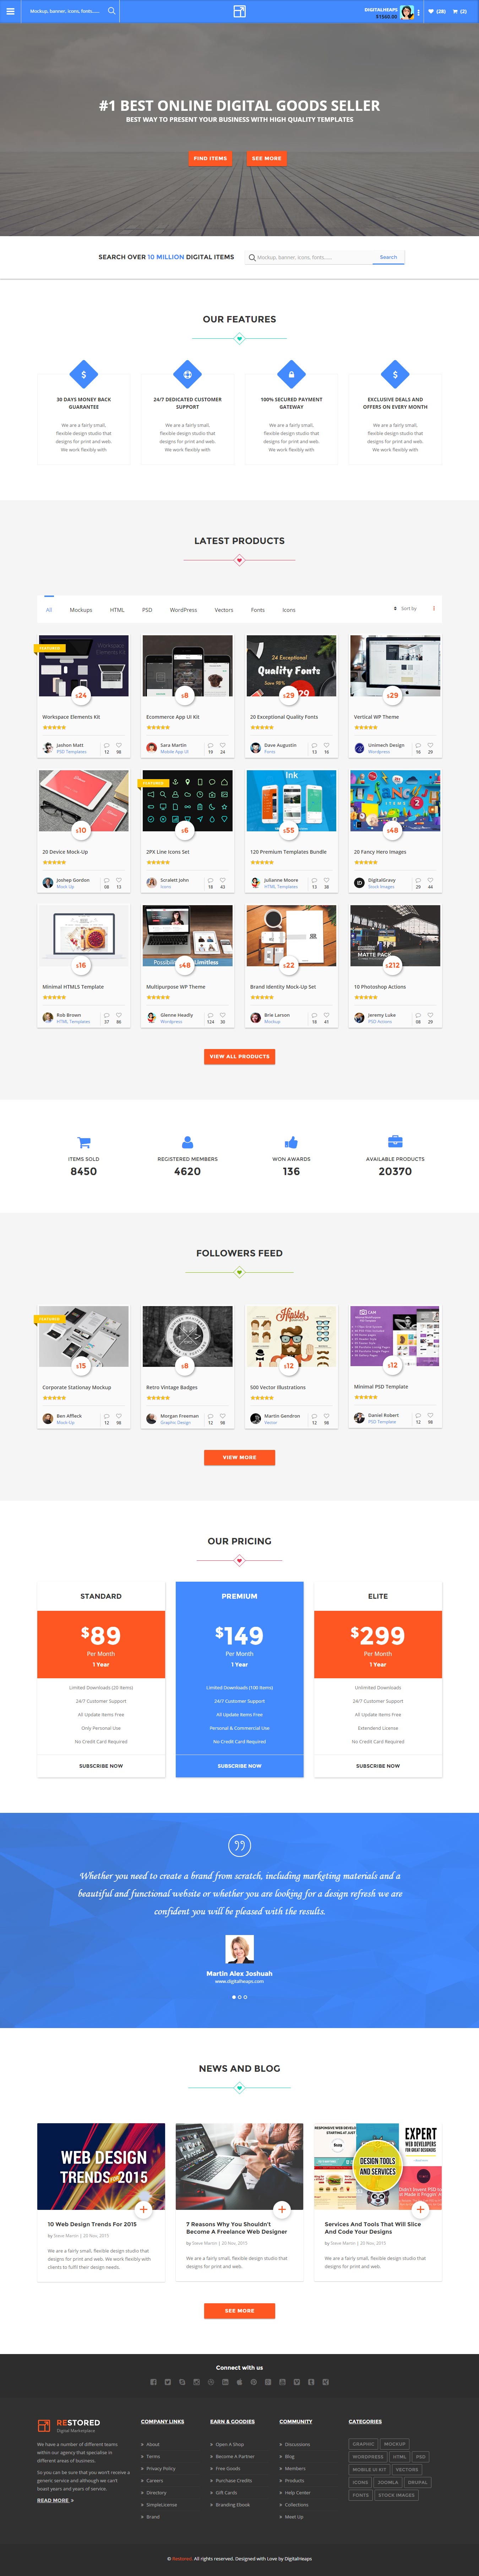 Mockup, banner, icons, fonts,.....
DIGITALHEAPS
$1560.00
(28)
(2)
#1 BEST ONLINE DIGITAL GOODS SELLER
BEST WAY TO PRESENT YOUR BUSINESS WITH HIGH QUALITY TEMPLATES
FIND ITEMS
SEE MORE
SEARCH OVER 10 MILLION DIGITAL ITEMS
Mockup, banner, icons, fonts,.....
Search
OUR FEATURES
30 DAYS MONEY BACK
GUARANTEE
We are a fairly small,
flexible design studio that
designs for print and web.
We work flexibly with
24/7 DEDICATED CUSTOMER
SUPPORT
We are a fairly small,
flexible design studio that
designs for print and web.
We work flexibly with
100% SECURED PAYMENT
GATEWAY
We are a fairly small,
flexible design studio that
designs for print and web.
We work flexibly with
EXCLUSIVE DEALS AND
OFFERS ON EVERY MONTH
We are a fairly small,
flexible design studio that
designs for print and web.
We work flexibly with
LATEST PRODUCTS
All
Mockups
HTML
PSD
WordPress
Vectors
Fonts
Icons
Sort by
FEATURED
Workspace
Elements Kit
$24
Workspace Elements Kit
Jashon Matt
PSD Templates
12
98
$8
Ecommerce App UI Kit
Sara Martin
Mobile App UI
19
24
24 Exceptional
Quality Fonts
Save 98%
$29
20 Exceptional Quality Fonts
Dave Augustin
Fonts
13
16
$29
Vertical WP Theme
Unimech Design
Wordpress
16
29
$10
20 Device Mock-Up
Joshep Gordon
Mock Up
08
13
FEATURED
$6
2PX Line Icons Set
Scralett John
Icons
18
43
Ink
$55
120 Premium Templates Bundle
Julianne Moore
HTML Templates
13
38
Fancy
ITEMS
2
$48
20 Fancy Hero Images
DigitalGravy
Stork Images
29
44
$16
Minimal HTML5 Template
Rob Brown
HTML Templates
37
86
Limitless
$48
Multipurpose WP Theme
Glenne Headly
Wordpress
124
30
$22
Brand Identity Mock-Up Set
Brie Larson
Mockup
18
41
MATTE PACK
$212
10 Photoshop Actions
Jeremy Luke
PSD Actions
08
29
VIEW ALL PRODUCTS
ITEMS SOLD
8450
REGISTERED MEMBERS
4620
WON AWARDS
136
AVAILABLE PRODUCTS
20370
FOLLOWERS FEED
FEATURED
$15
Corporate Stationay Mockup
Ben Affleck
Mock-Up
12
98
$8
Retro Vintage Badges
Morgan Freeman
Graphic Design
12
98
Hipster
$12
500 Vector Illustrations
Martin Gendron
Vector
12
98
CAM
$12
Minimal PSD Template
Daniel Robert
PSD Template
12
98
VIEW MORE
OUR PRICING
STANDARD
$89
Per Month
1 Year
Limited Downloads (25 Items)
24/7 Customer Support
All Update Items Free
Only Personal Use
No Credit Card Required
SUBSCRIBE NOW
PREMIUM
$149
Per Month
1 Year
Limited Downloads (100 Items)
24/7 Customer Support
All Update Items Free
Personal & Commercial Use
No Credit Card Required
SUBSCRIBE NOW
ELITE
$299
Per Month
1 Year
Unlimited Downloads
24/7 Customer Support
All Update Items Free
Extendend License
No Credit Card Required
SUBSCRIBE NOW
Whether you need to create a brand from scratch, including marketing materials and a
beautiful and functional website or whether you are looking for a design refresh we are
confident you will be pleased with the results.
Martin Alex Joshuah
www.digitalheaps.com
NEWS AND BLOG
WEB DESIGN
TRENDS 2015
10 Web Design Trends For 2015
by Steve Martin | 20 Nov, 2015
We are a fairly small, flexible design studio that
designs for print and web. We work flexibly with
clients to fulfil their design needs.
7 Reasons Why You Shouldn't
Become A Freelance Web Designer
by Steve Martin | 20 Nov, 2015
We are a fairly small, flexible design studio that
designs for print and web.
EXPERT
WEB DEVELOPERS
DESIGN TOOLS
AND SERVICES
Services And Tools That Will Slice
And Code Your Designs
by Steve Martin | 20 Nov, 2015
We are a fairly small, flexible design studio that
designs for print and web.
SEE MORE
Connect with us
RESTORED
Digital Marketplace
We have a number of different teams
within our agency that specialise in
different areas of business.
So you can be sure that you won't receive a
generic service and although we can't
boast years and years of service.
READ MORE »
COMPANY LINKS
About
Terms
Privacy Policy
Careers
Directory
SimpleLicense
Brand
EARN & GOODIES
Open A Shop
Become A Partner
Free Goods
Purchase Credits
Gift Cards
Branding Ebook
COMMUNITY
Discussions
Blog
Members
Products
Help Center
Collections
Meet Up
CATEGORIES
GRAPHIC
MOCKUP
WORDPRESS
HTML
PSD
MOBILE UI KIT
VECTORS
ICONS
JOOMLA
DRUPAL
FONTS
STOCK IMAGES
© Restored. All rights reserved. Designed with Love by DigitalHeaps